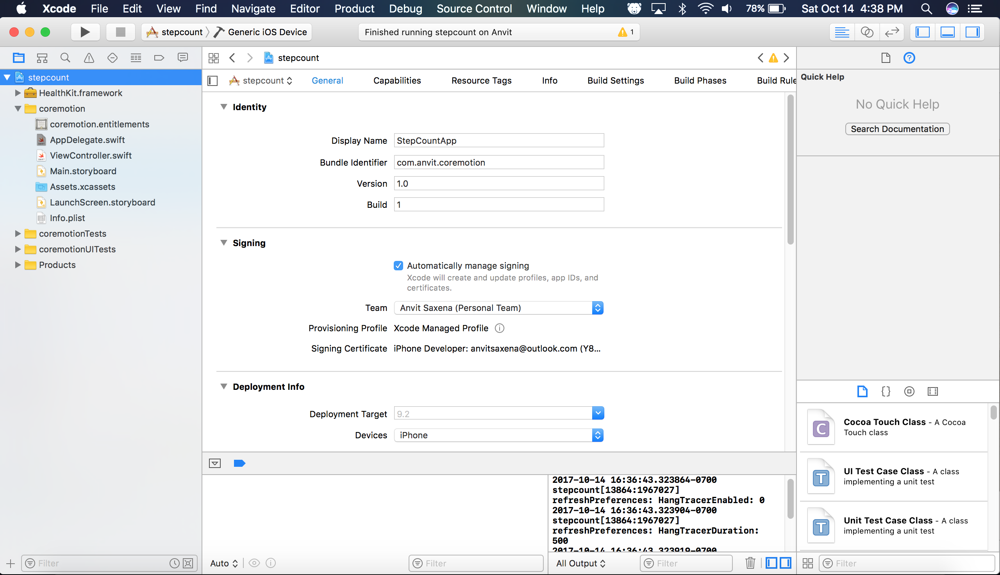 Xcode File Edit View Find Navigate Editor Product Debug Source Control Window Help 78% Sat Oct 14 4:38 PM
stepcount Generic iOS Device
Finished running stepcount on Anvit 1
stepcount
HealthKit.framework
coremotion
coremotion.entitlements
AppDelegate.swift
ViewController.swift
Main.storyboard
Assets.xcassets
LaunchScreen.storyboard
Info.plist
coremotionTests
coremotionUITests
Products
Filter
stepcount
stepcount General Capabilities Resource Tags Info Build Settings Build Phases Build Rule
Identity
Display Name StepCountApp
Bundle Identifier com.anvit.coremotion
Version 1.0
Build 1
Signing
Automatically manage signing
Xcode will create and update profiles, app IDs, and
certificates.
Team Anvit Saxena (Personal Team)
Provisioning Profile Xcode Managed Profile
Signing Certificate iPhone Developer: anvitsaxena@outlook.com (Y8...
Deployment Info
Deployment Target 9.2
Devices iPhone
Auto Filter
2017-10-14 16:36:43.323864-0700
stepcount[13864:1967027]
refreshPreferences: HangTracerEnabled: 0
2017-10-14 16:36:43.323904-0700
stepcount[13864:1967027]
refreshPreferences: HangTracerDuration:
500
2017-10-14 16:36:43.323919-0700
All Output Filter
Quick Help
No Quick Help
Search Documentation
{}
C
Cocoa Touch Class - A Cocoa
Touch class
T
UI Test Case Class - A class
implementing a unit test
T
Unit Test Case Class - A class
implementing a unit test
Filter